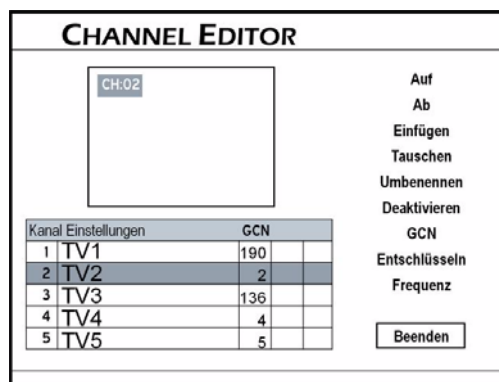 CHANNEL EDITOR
CH:02
Kanal Einstellungen GCN
1 TV1 190
2 TV2 2
3 TV3 136
4 TV4 4
5 TV5 5
Auf
Ab
Einfügen
Tauschen
Umbenennen
Deaktivieren
GCN
Entschlüsseln
Frequenz
Beenden